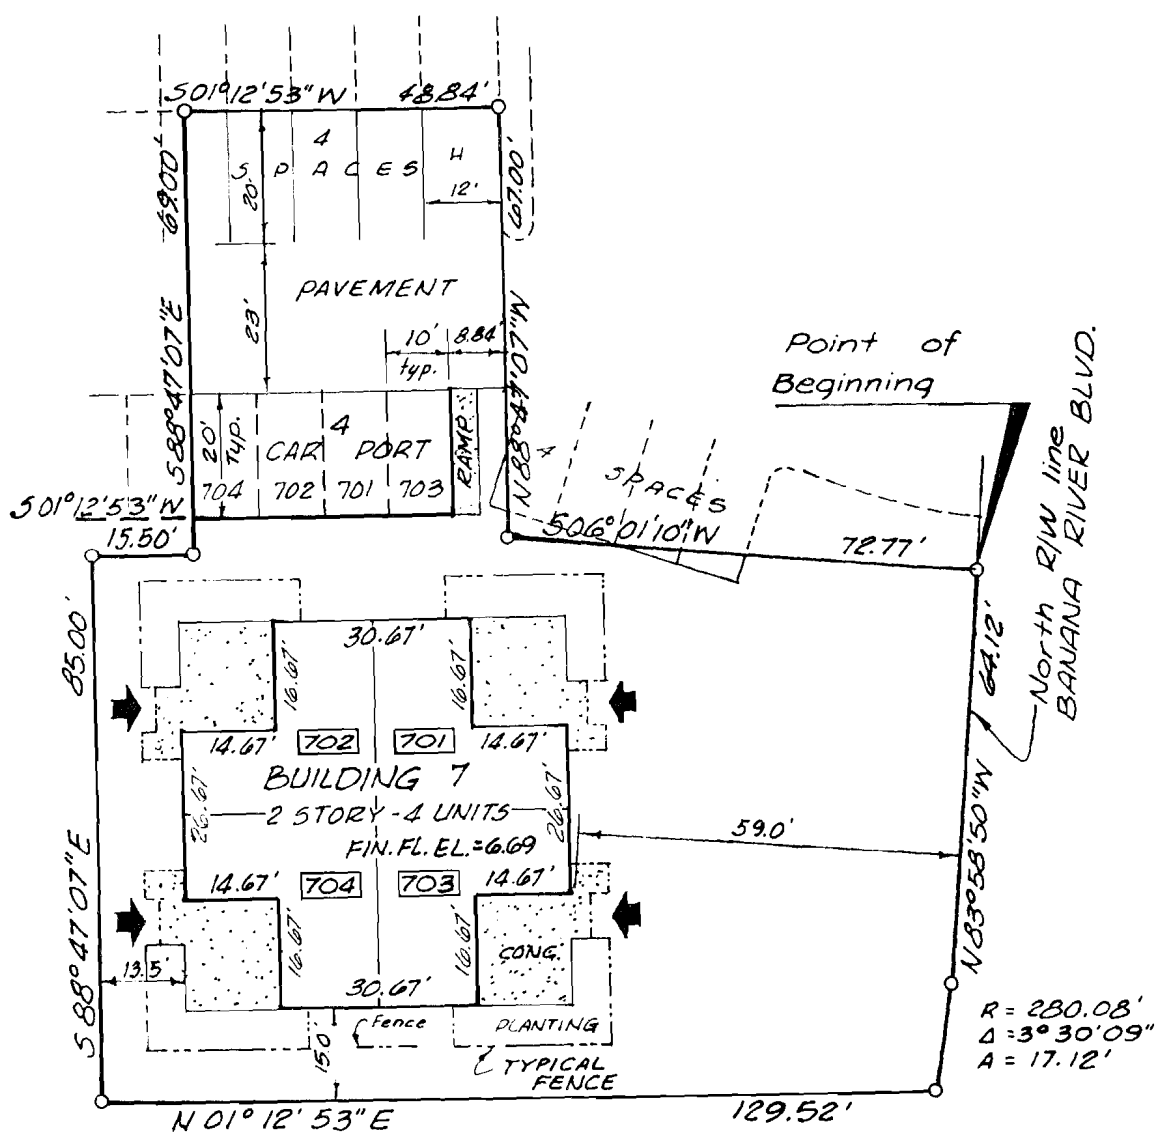 S01°12'53"W 48.84'
69.00'
4
SPACES
H
20'
12'
67.00'
PAVEMENT
23'
10'
typ.
8.84'
S88°47'07"E
N88°47'07"W
Point of
Beginning
North R/W line
BANANA RIVER BLVD.
20'
Typ.
4
CAR PORT
RAMP
704 702 701 703
4
SPACES
S01°12'53"W
15.50'
S06°01'10"W 72.77'
85.00'
64.12'
30.67'
16.67'
16.67'
14.67'
702
701
14.67'
BUILDING 7
26.67'
2 STORY - 4 UNITS
26.67'
FIN. FL. EL. = 6.69
59.0'
14.67'
704
703
14.67'
N83°58'50"W
S88°47'07"E
16.67'
16.67'
CONC.
13.5'
30.67'
R = 280.08'
Δ = 3°30'09"
A = 17.12'
15.0'
Fence
PLANTING
TYPICAL
FENCE
N01°12'53"E
129.52'